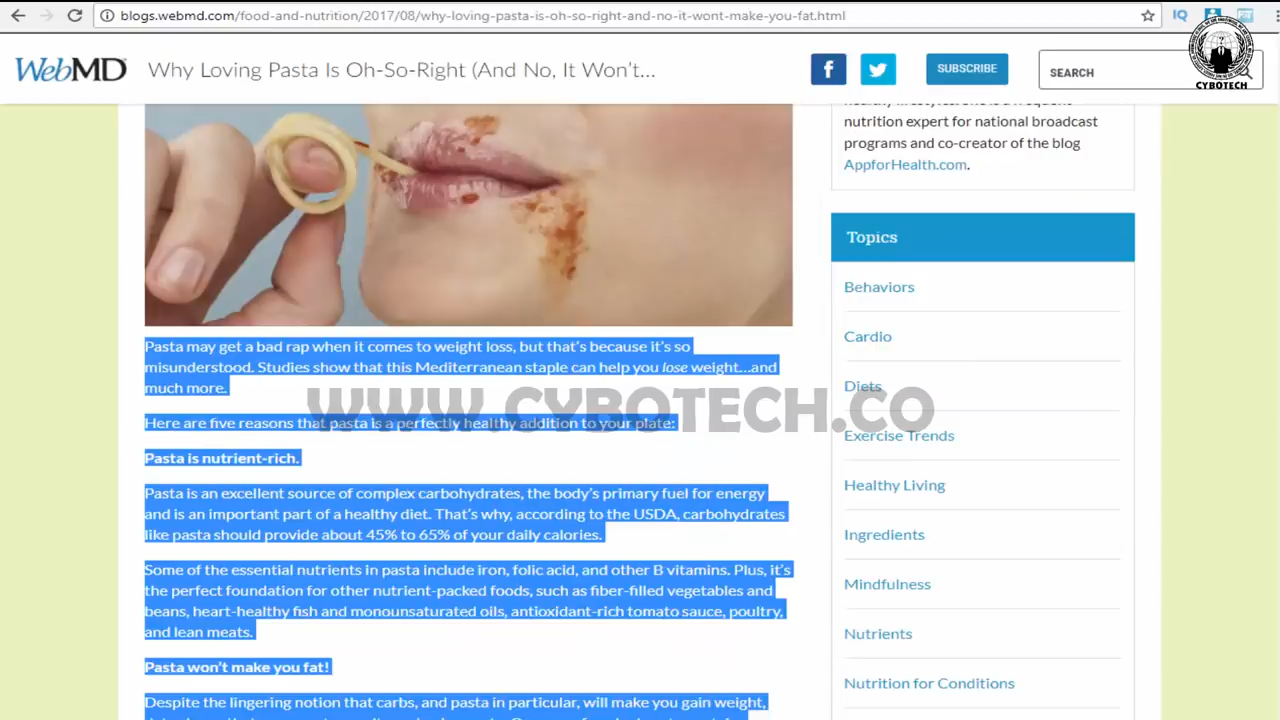 blogs.webmd.com/food-and-nutrition/2017/08/why-loving-pasta-is-oh-so-right-and-no-it-wont-make-you-fat.html
IQ
WebMD
Why Loving Pasta Is Oh-So-Right (And No, It Won't...
f
SUBSCRIBE
SEARCH
CYBOTECH
nutrition expert for national broadcast
programs and co-creator of the blog
AppforHealth.com.
Pasta may get a bad rap when it comes to weight loss, but that's because it's so
misunderstood. Studies show that this Mediterranean staple can help you lose weight...and
much more.
Here are five reasons that pasta is a perfectly healthy addition to your plate:
Pasta is nutrient-rich.
Pasta is an excellent source of complex carbohydrates, the body's primary fuel for energy
and is an important part of a healthy diet. That's why, according to the USDA, carbohydrates
like pasta should provide about 45% to 65% of your daily calories.
Some of the essential nutrients in pasta include iron, folic acid, and other B vitamins. Plus, it's
the perfect foundation for other nutrient-packed foods, such as fiber-filled vegetables and
beans, heart-healthy fish and monounsaturated oils, antioxidant-rich tomato sauce, poultry,
and lean meats.
Pasta won't make you fat!
Despite the lingering notion that carbs, and pasta in particular, will make you gain weight,
WWW.CYBOTECH.CO
Topics
Behaviors
Cardio
Diets
Exercise Trends
Healthy Living
Ingredients
Mindfulness
Nutrients
Nutrition for Conditions